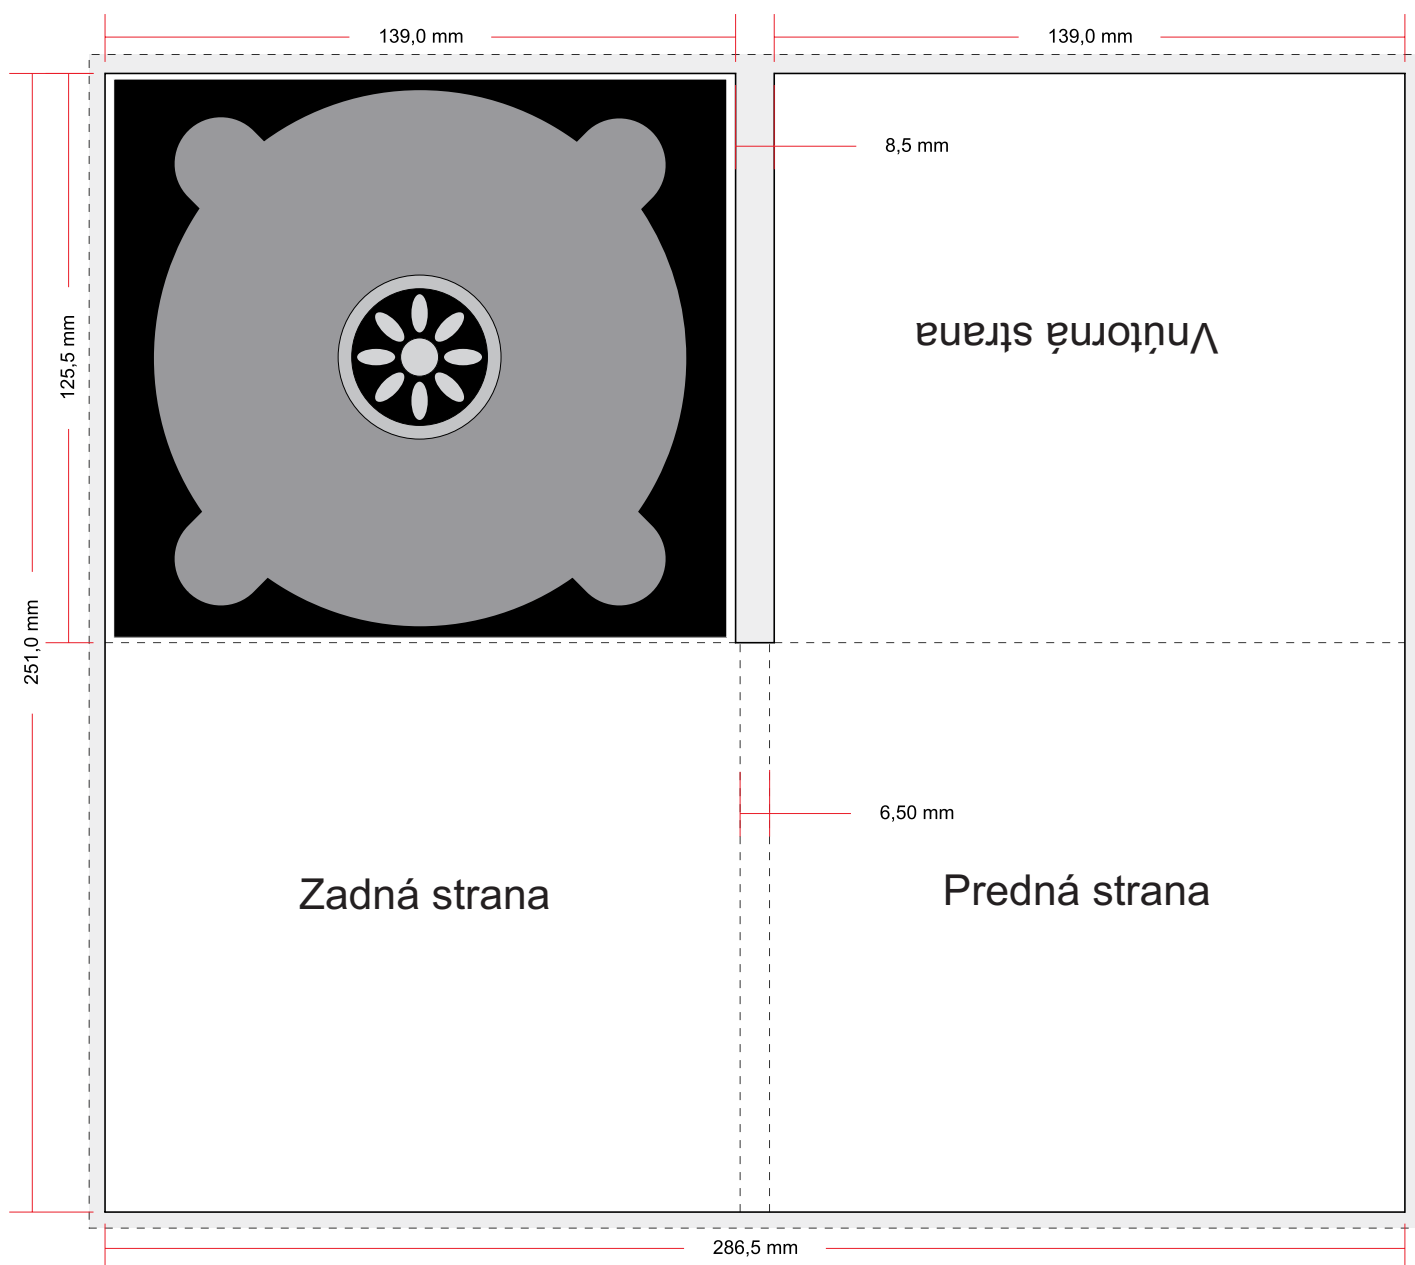 139,0 mm
139,0 mm
8,5 mm
125,5 mm
Vnútorná strana
251,0 mm
6,50 mm
Zadná strana
Predná strana
286,5 mm